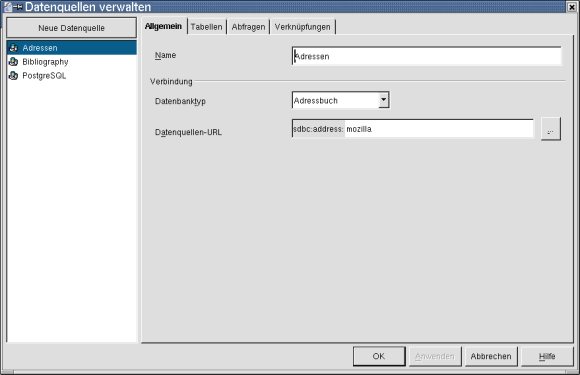 Datenquellen verwalten
Neue Datenquelle
Adressen
Bibliography
PostgreSQL
Allgemein Tabellen Abfragen Verknüpfungen
Name Adressen
Verbindung
Datenbanktyp Adressbuch
Datenquellen-URL sdbc:address: mozilla ...
OK Anwenden Abbrechen Hilfe